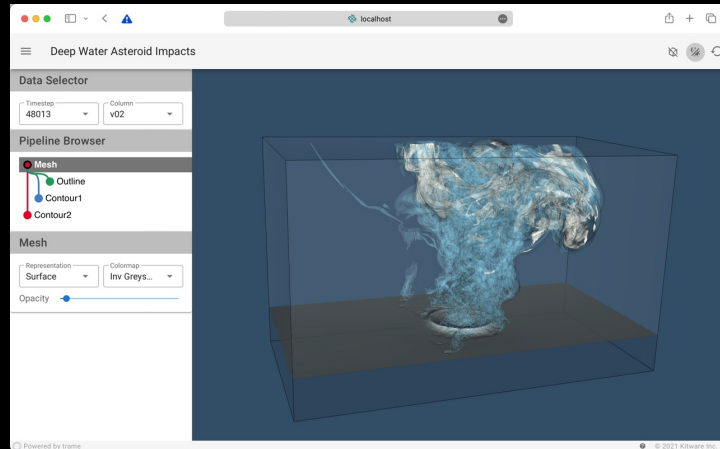 localhost
Deep Water Asteroid Impacts
Data Selector
Timestep
48013
Column
v02
Pipeline Browser
Mesh
Outline
Contour1
Contour2
Mesh
Representation
Surface
Colormap
Inv Greys...
Opacity
Powered by trame
© 2021 Kitware Inc.